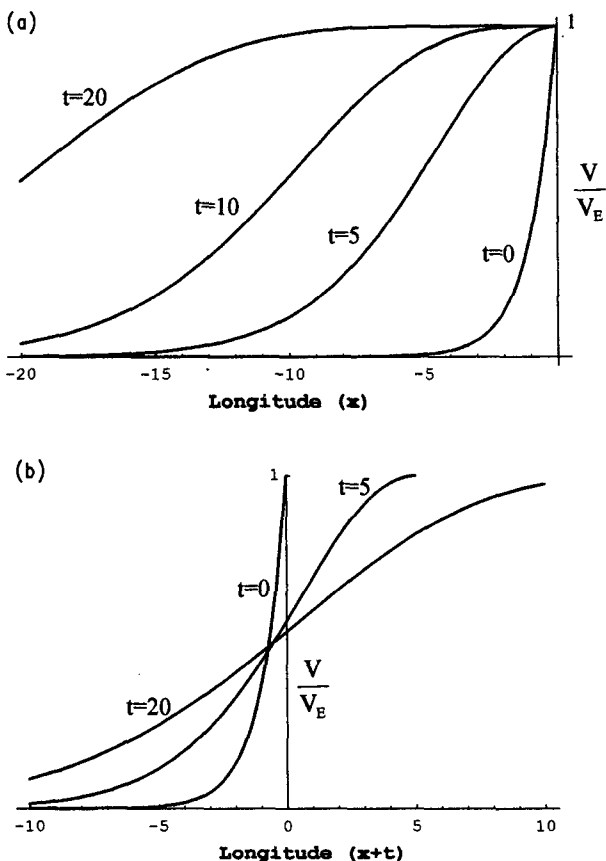 (a)
1
t=20
t=10
t=5
t=0
V
V_E
-20 -15 -10 -5
Longitude (x)
(b)
1
t=5
t=0
V
V_E
t=20
-10 -5 0 5 10
Longitude (x+t)